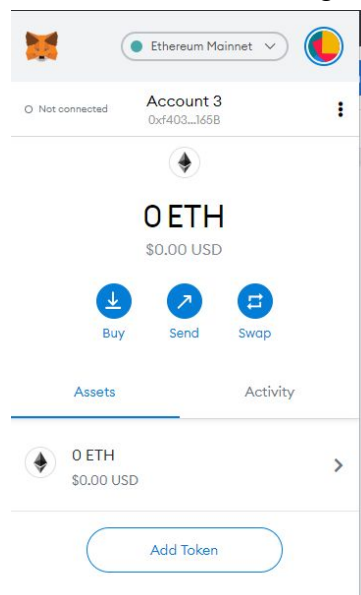 Ethereum Mainnet
Not connected
Account 3
0xf403...165B
0 ETH
$0.00 USD
Buy
Send
Swap
Assets
Activity
0 ETH
$0.00 USD
Add Token